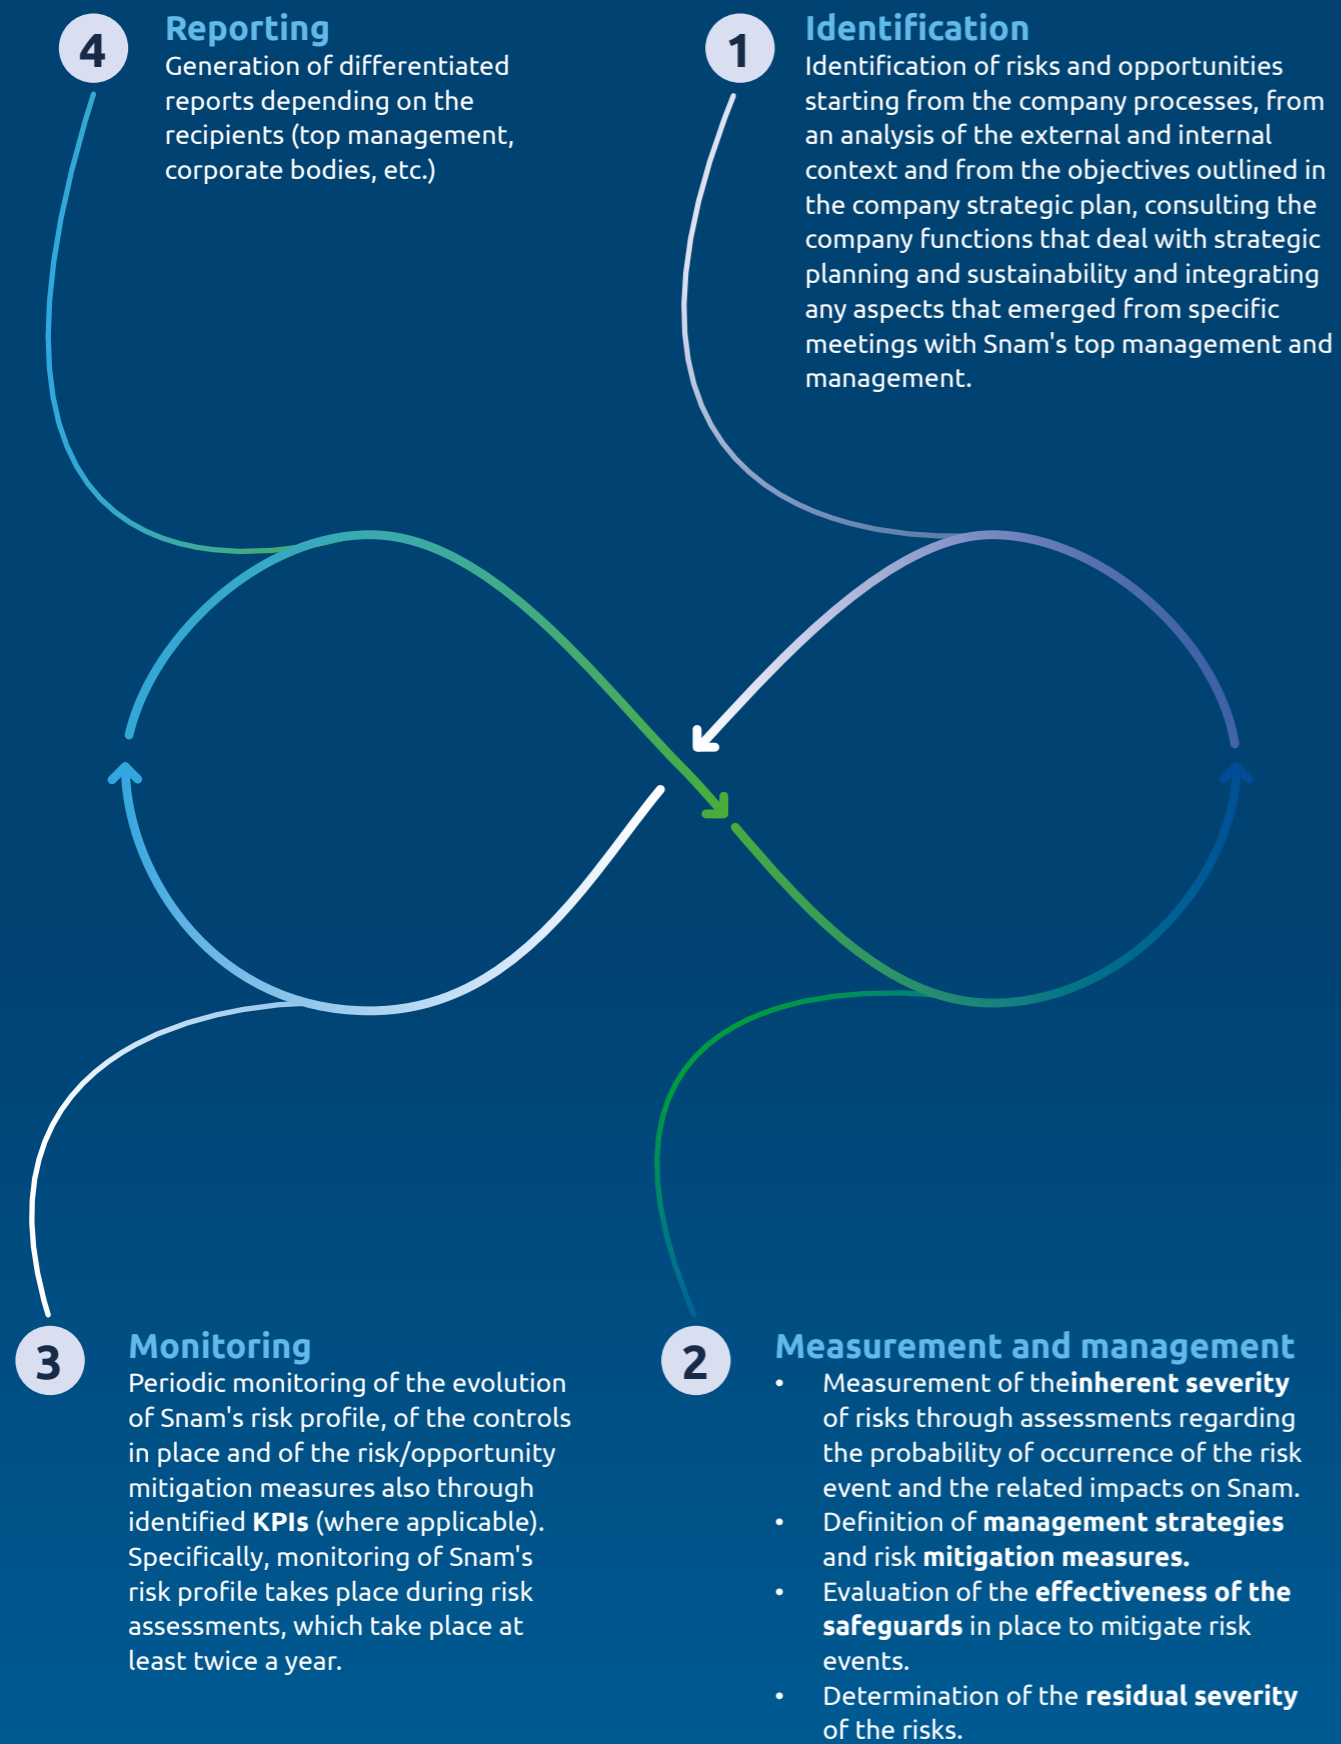 4
Reporting
Generation of differentiated
reports depending on the
recipients (top management,
corporate bodies, etc.)
1
Identification
Identification of risks and opportunities
starting from the company processes, from
an analysis of the external and internal
context and from the objectives outlined in
the company strategic plan, consulting the
company functions that deal with strategic
planning and sustainability and integrating
any aspects that emerged from specific
meetings with Snam's top management and
management.
3
Monitoring
Periodic monitoring of the evolution
of Snam's risk profile, of the controls
in place and of the risk/opportunity
mitigation measures also through
identified KPIs (where applicable).
Specifically, monitoring of Snam's
risk profile takes place during risk
assessments, which take place at
least twice a year.
2
Measurement and management
• Measurement of theinherent severity
of risks through assessments regarding
the probability of occurrence of the risk
event and the related impacts on Snam.
• Definition of management strategies
and risk mitigation measures.
• Evaluation of the effectiveness of the
safeguards in place to mitigate risk
events.
• Determination of the residual severity
of the risks.